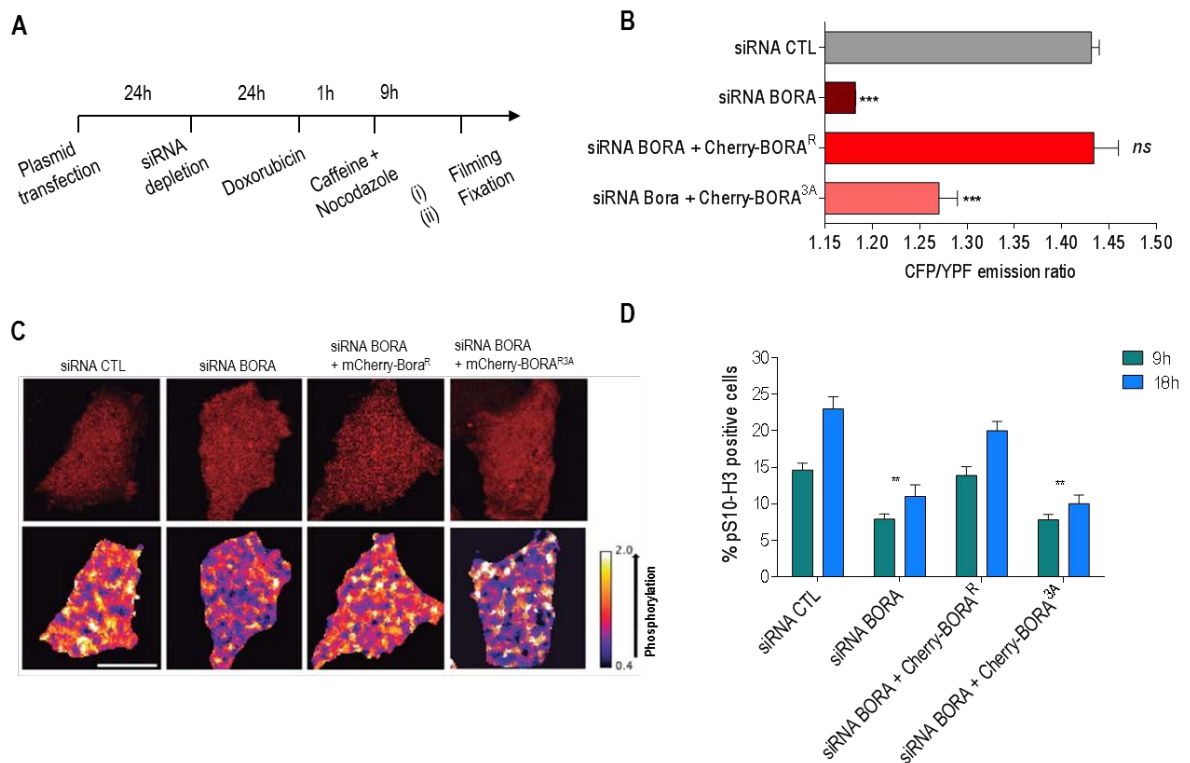 A
24h 24h 1h 9h
Plasmid
transfection
siRNA
depletion
Doxorubicin
Caffeine +
Nocodazole
(i)
(ii)
Filming
Fixation
B
siRNA CTL
siRNA BORA
***
siRNA BORA + Cherry-BORA^R
ns
siRNA Bora + Cherry-BORA^3A
***
1.15 1.20 1.25 1.30 1.35 1.40 1.45 1.50
CFP/YPF emission ratio
C
siRNA CTL
siRNA BORA
siRNA BORA
+ mCherry-Bora^R
siRNA BORA
+ mCherry-BORA^R3A
2.0
0.4
Phosphorylation
D
% pS10-H3 positive cells
30
25
20
15
10
5
0
** **
9h
18h
siRNA CTL
siRNA BORA
siRNA BORA + Cherry-BORA^R
siRNA BORA + Cherry-BORA^3A